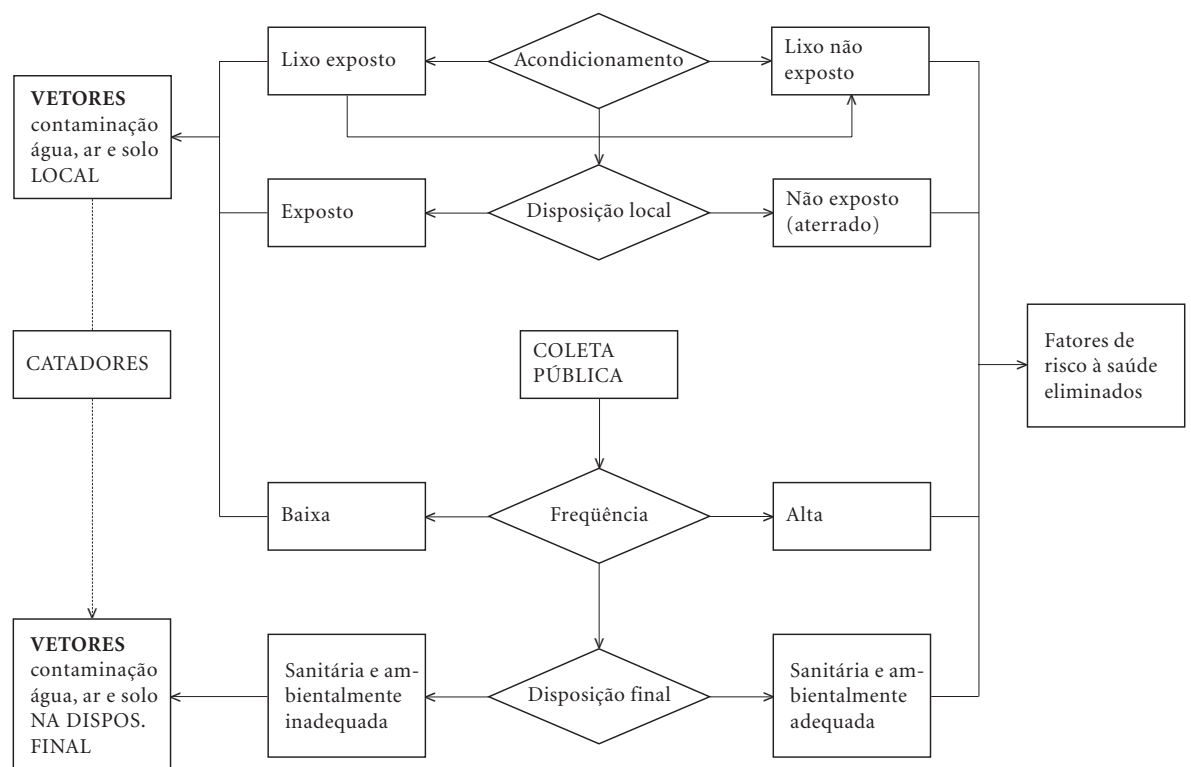 Lixo exposto
Acondicionamento
Lixo não
exposto
VETORES
contaminação
água, ar e solo
LOCAL
Exposto
Disposição local
Não exposto
(aterrado)
CATADORES
COLETA
PÚBLICA
Fatores de
risco à saúde
eliminados
Baixa
Freqüência
Alta
VETORES
contaminação
água, ar e solo
NA DISPOS.
FINAL
Sanitária e am-
bientalmente
inadequada
Disposição final
Sanitária e am-
bientalmente
adequada